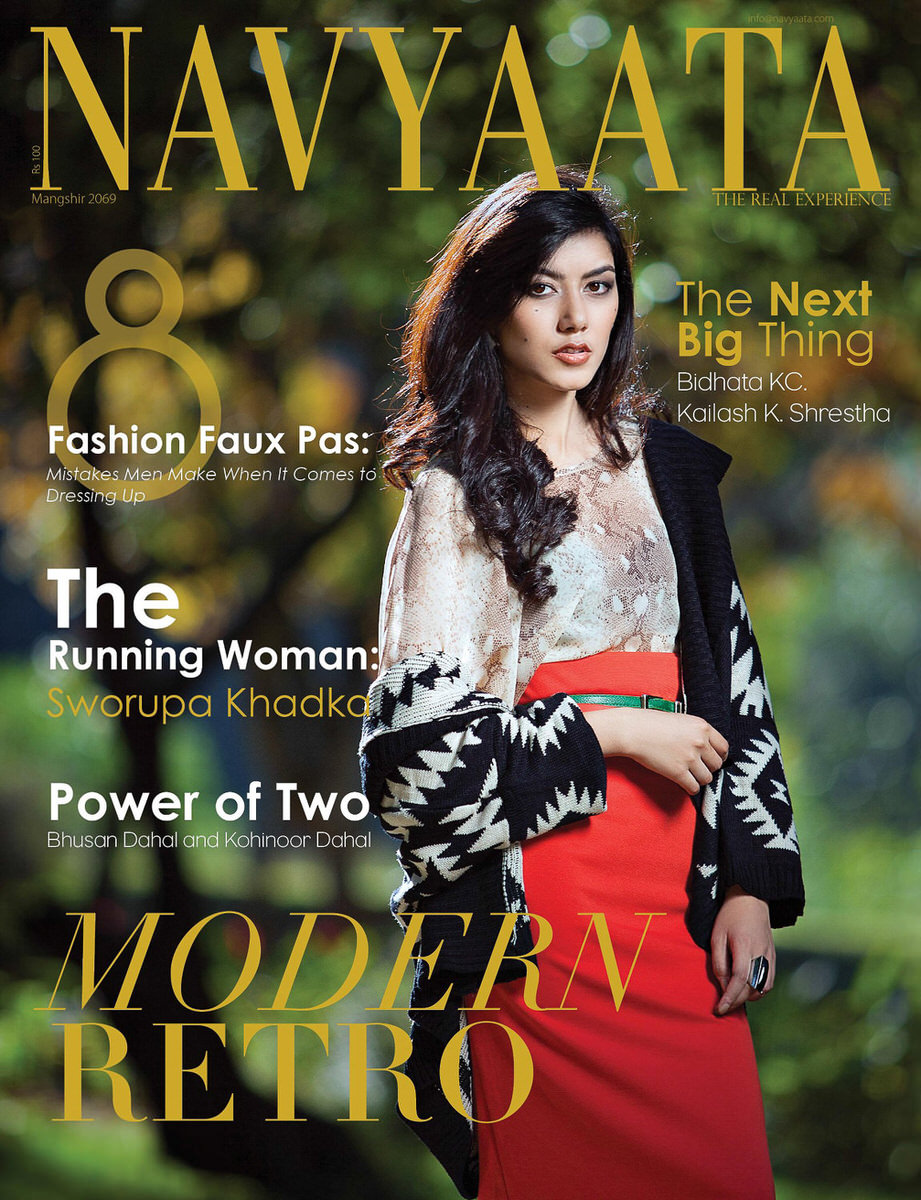 info@navyaata.com
NAVYAATA
Rs 100
Mangshir 2069
THE REAL EXPERIENCE
The Next
Big Thing
Bidhata KC.
Kailash K. Shrestha
8
Fashion Faux Pas:
Mistakes Men Make When It Comes to
Dressing Up
The
Running Woman:
Sworupa Khadka
Power of Two
Bhusan Dahal and Kohinoor Dahal
MODERN
RETRO